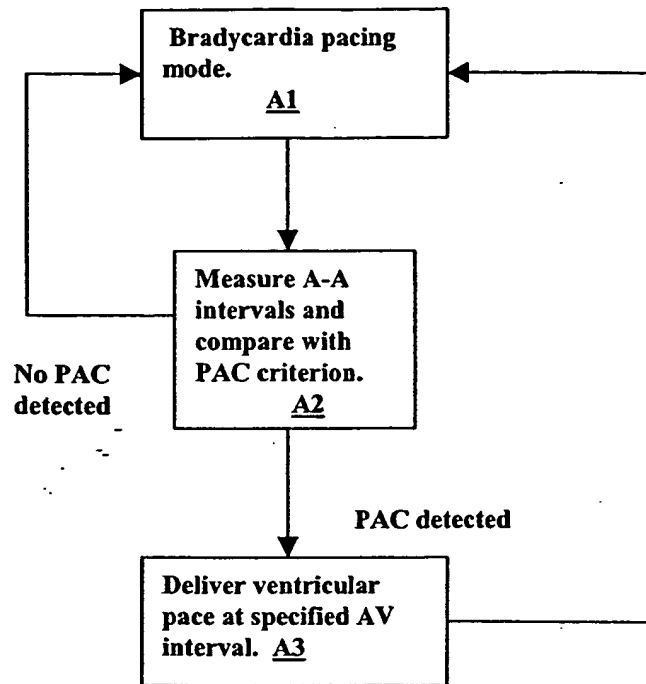 Bradycardia pacing
mode.
A1
Measure A-A
intervals and
compare with
PAC criterion.
A2
No PAC
detected
PAC detected
Deliver ventricular
pace at specified AV
interval. A3